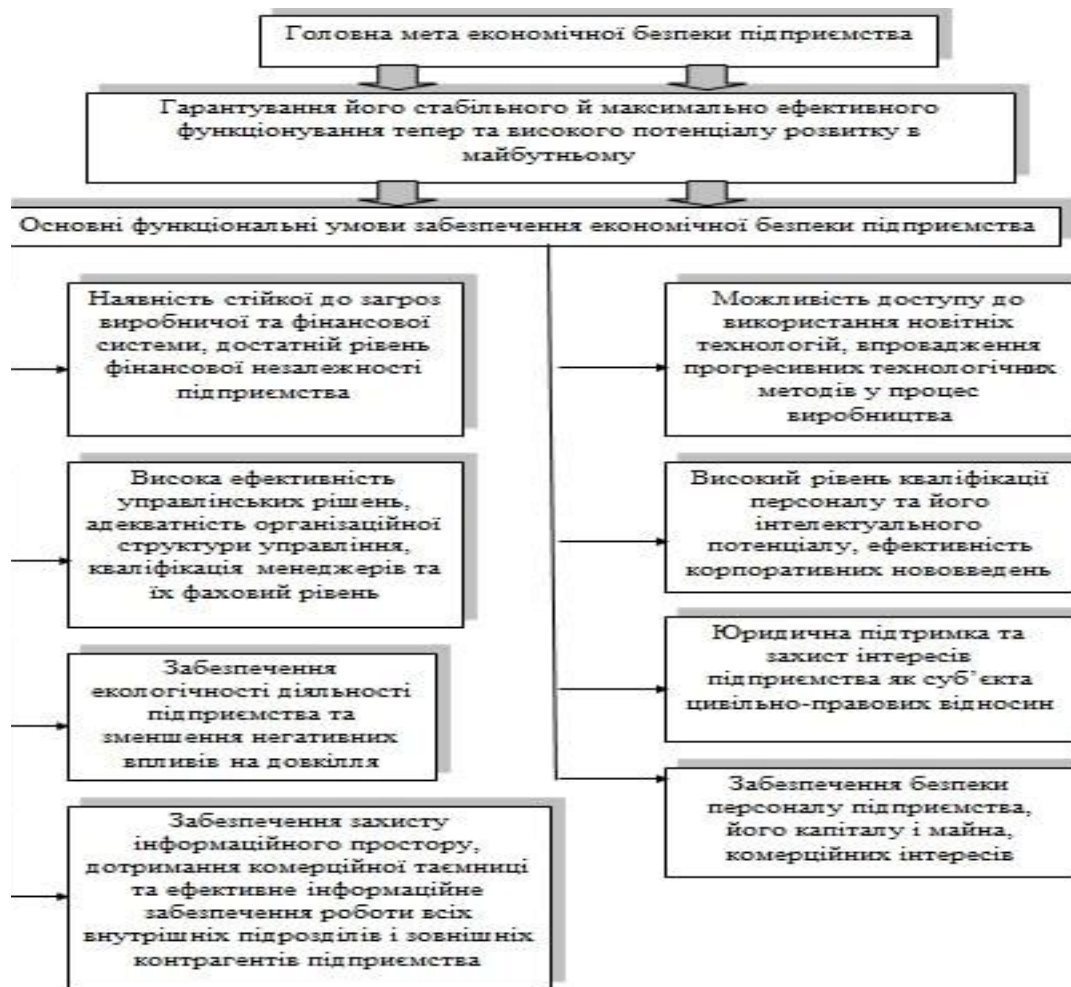 Головна мета економічної безпеки підприємства
Гарантування його стабільного й максимально ефективного
функціонування тепер та високого потенціалу розвитку в
майбутньому
Основні функціональні умови забезпечення економічної безпеки підприємства
Наявність стійкої до загроз
виробничої та фінансової
системи, достатній рівень
фінансової незалежності
підприємства
Висока ефективність
управлінських рішень,
адекватність організаційної
структури управління,
кваліфікація менеджерів та
їх фаховий рівень
Забезпечення
екологічності діяльності
підприємства та
зменшення негативних
впливів на довкілля
Забезпечення захисту
інформаційного простору,
дотримання комерційної таємниці
та ефективне інформаційне
забезпечення роботи всіх
внутрішніх підрозділів і зовнішніх
контрагентів підприємства
Можливість доступу до
використання новітніх
технологій, впровадження
прогресивних технологічних
методів у процес
виробництва
Високий рівень кваліфікації
персоналу та його
інтелектуального
потенціалу, ефективність
корпоративних нововведень
Юридична підтримка та
захист інтересів
підприємства як суб’єкта
цивільно-правових відносин
Забезпечення безпеки
персоналу підприємства,
його капіталу і майна,
комерційних інтересів